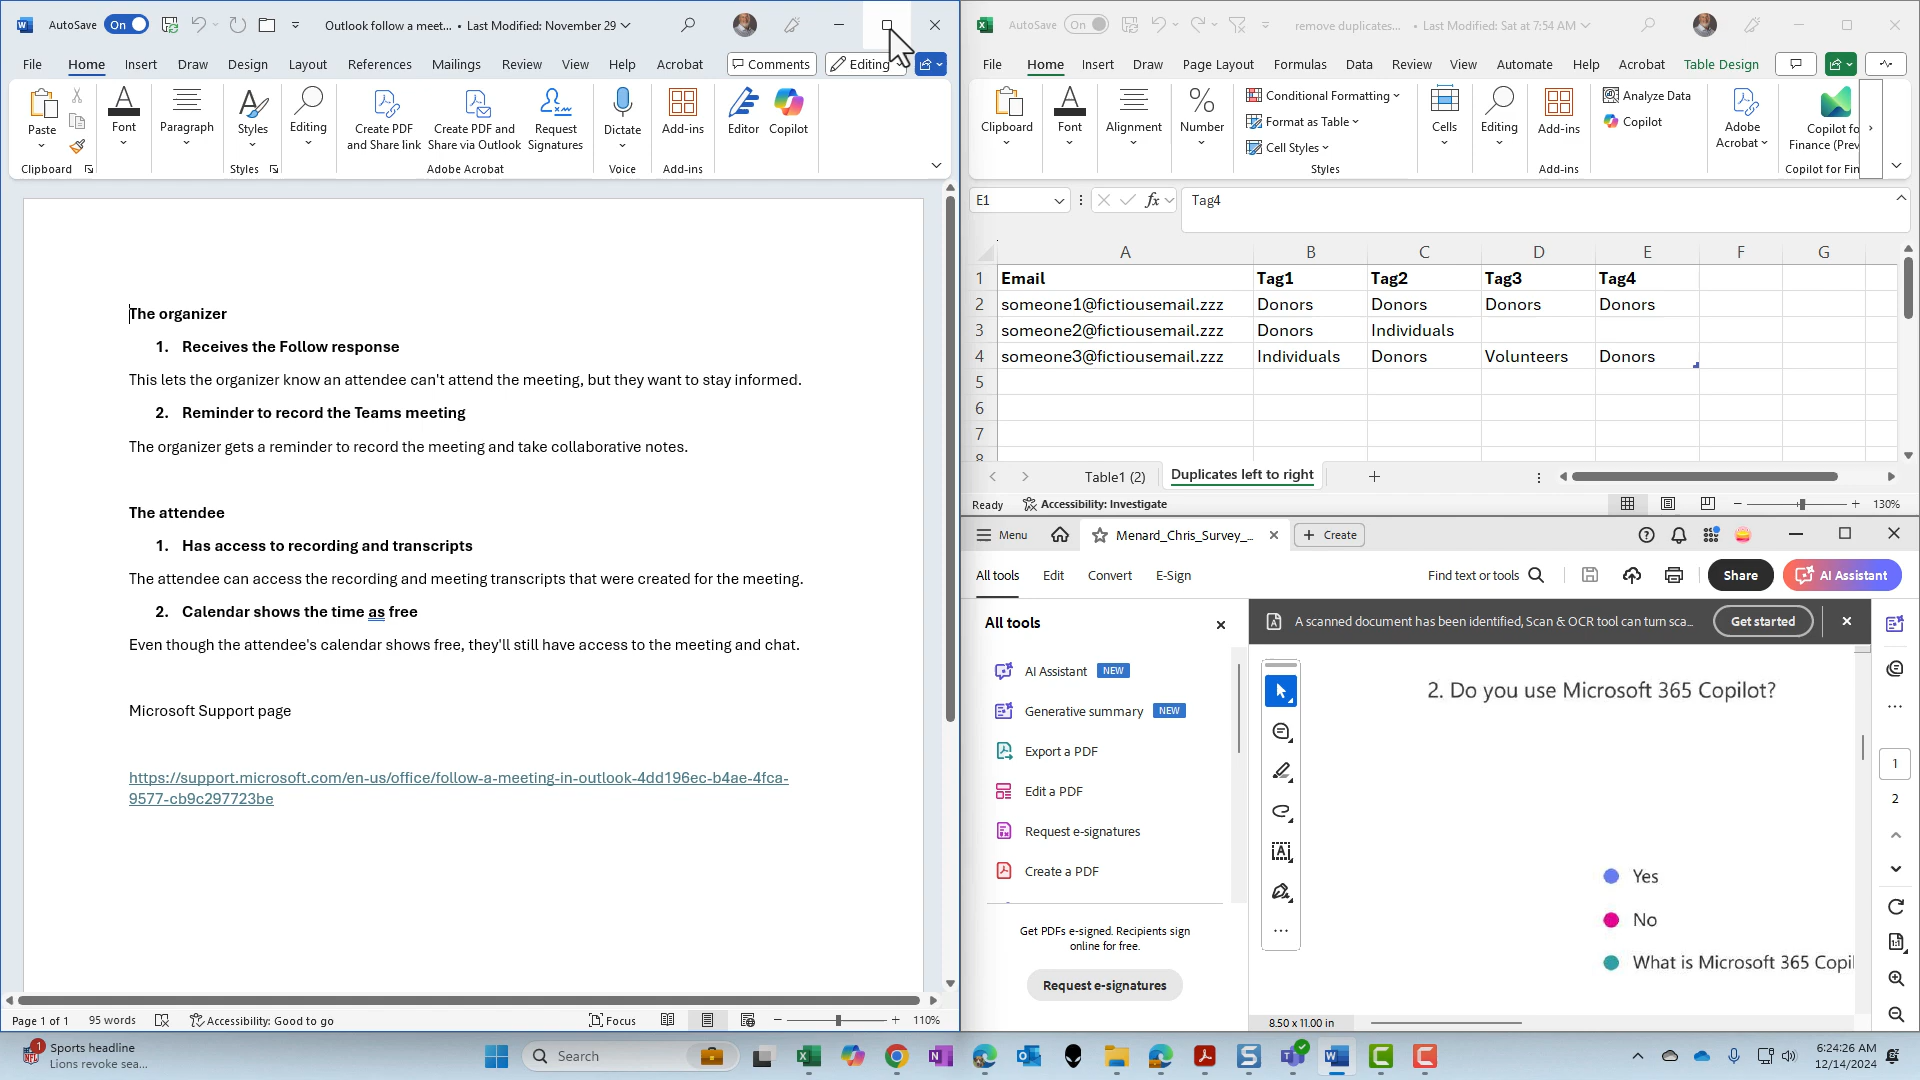 AutoSave On Outlook follow a meet... • Last Modified: November 29
File Home Insert Draw Design Layout References Mailings Review View Help Acrobat Comments Editing
Paste Font Paragraph Styles Editing Create PDF and Share link Create PDF and Share via Outlook Request Signatures Dictate Add-ins Editor Copilot
Clipboard Styles Adobe Acrobat Voice Add-ins
The organizer
1. Receives the Follow response
This lets the organizer know an attendee can't attend the meeting, but they want to stay informed.
2. Reminder to record the Teams meeting
The organizer gets a reminder to record the meeting and take collaborative notes.
The attendee
1. Has access to recording and transcripts
The attendee can access the recording and meeting transcripts that were created for the meeting.
2. Calendar shows the time as free
Even though the attendee's calendar shows free, they'll still have access to the meeting and chat.
Microsoft Support page
https://support.microsoft.com/en-us/office/follow-a-meeting-in-outlook-4dd196ec-b4ae-4fca-
9577-cb9c297723be
Page 1 of 1 95 words Accessibility: Good to go Focus 110%
AutoSave On remove duplicates... • Last Modified: Sat at 7:54 AM
File Home Insert Draw Page Layout Formulas Data Review View Automate Help Acrobat Table Design
Clipboard Font Alignment Number
Conditional Formatting
Format as Table
Cell Styles
Styles
Cells Editing Add-ins
Analyze Data
Copilot
Adobe Acrobat
Copilot fo
Finance (Prev
Add-ins Copilot for Fin
E1 fx Tag4
A B C D E F G
1 Email Tag1 Tag2 Tag3 Tag4
2 someone1@fictiousemail.zzz Donors Donors Donors Donors
3 someone2@fictiousemail.zzz Donors Individuals
4 someone3@fictiousemail.zzz Individuals Donors Volunteers Donors
5
6
7
8
Table1 (2) Duplicates left to right
Ready Accessibility: Investigate 130%
Menu Menard_Chris_Survey_... Create
All tools Edit Convert E-Sign Find text or tools Share AI Assistant
All tools
AI Assistant NEW
Generative summary NEW
Export a PDF
Edit a PDF
Request e-signatures
Create a PDF
Get PDFs e-signed. Recipients sign
online for free.
Request e-signatures
A scanned document has been identified, Scan & OCR tool can turn sca... Get started
2. Do you use Microsoft 365 Copilot?
Yes
No
What is Microsoft 365 Copil
8.50 x 11.00 in
1
2
1
Sports headline
Lions revoke sea...
Search
6:24:26 AM
12/14/2024